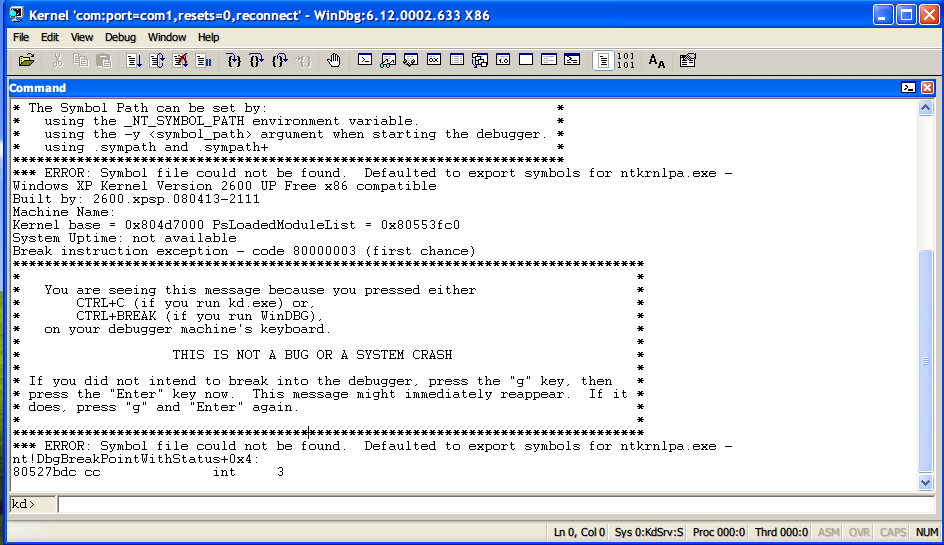 Kernel 'com:port=com1,resets=0,reconnect' - WinDbg:6.12.0002.633 X86
File Edit View Debug Window Help
Command
* The Symbol Path can be set by: *
* using the _NT_SYMBOL_PATH environment variable. *
* using the -y <symbol_path> argument when starting the debugger. *
* using .sympath and .sympath+ *
*********************************************************************
*** ERROR: Symbol file could not be found. Defaulted to export symbols for ntkrnlpa.exe -
Windows XP Kernel Version 2600 UP Free x86 compatible
Built by: 2600.xpsp.080413-2111
Machine Name:
Kernel base = 0x804d7000 PsLoadedModuleList = 0x80553fc0
System Uptime: not available
Break instruction exception - code 80000003 (first chance)
*******************************************************************************
* *
* You are seeing this message because you pressed either *
* CTRL+C (if you run kd.exe) or, *
* CTRL+BREAK (if you run WinDBG), *
* on your debugger machine's keyboard. *
* *
* THIS IS NOT A BUG OR A SYSTEM CRASH *
* *
* If you did not intend to break into the debugger, press the "g" key, then *
* press the "Enter" key now. This message might immediately reappear. If it *
* does, press "g" and "Enter" again. *
* *
*******************************************************************************
*** ERROR: Symbol file could not be found. Defaulted to export symbols for ntkrnlpa.exe -
nt!DbgBreakPointWithStatus+0x4:
80527bdc cc int 3
kd>
Ln 0, Col 0 Sys 0:KdSrv:S Proc 000:0 Thrd 000:0 ASM OVR CAPS NUM